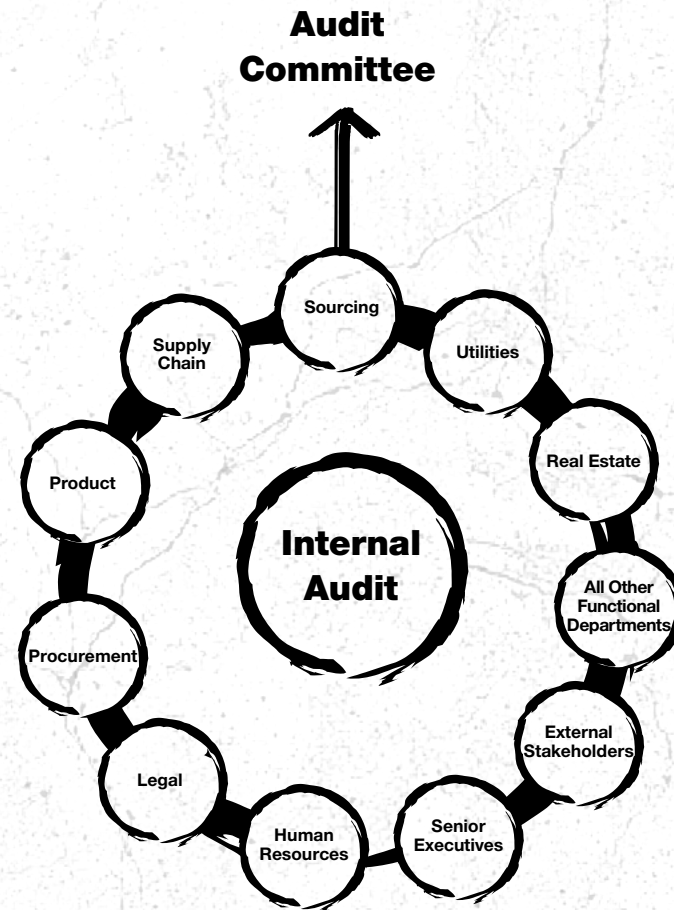 Audit
Committee
Sourcing
Supply
Chain
Utilities
Product
Real Estate
Internal
Audit
All Other
Functional
Departments
Procurement
External
Stakeholders
Legal
Human
Resources
Senior
Executives